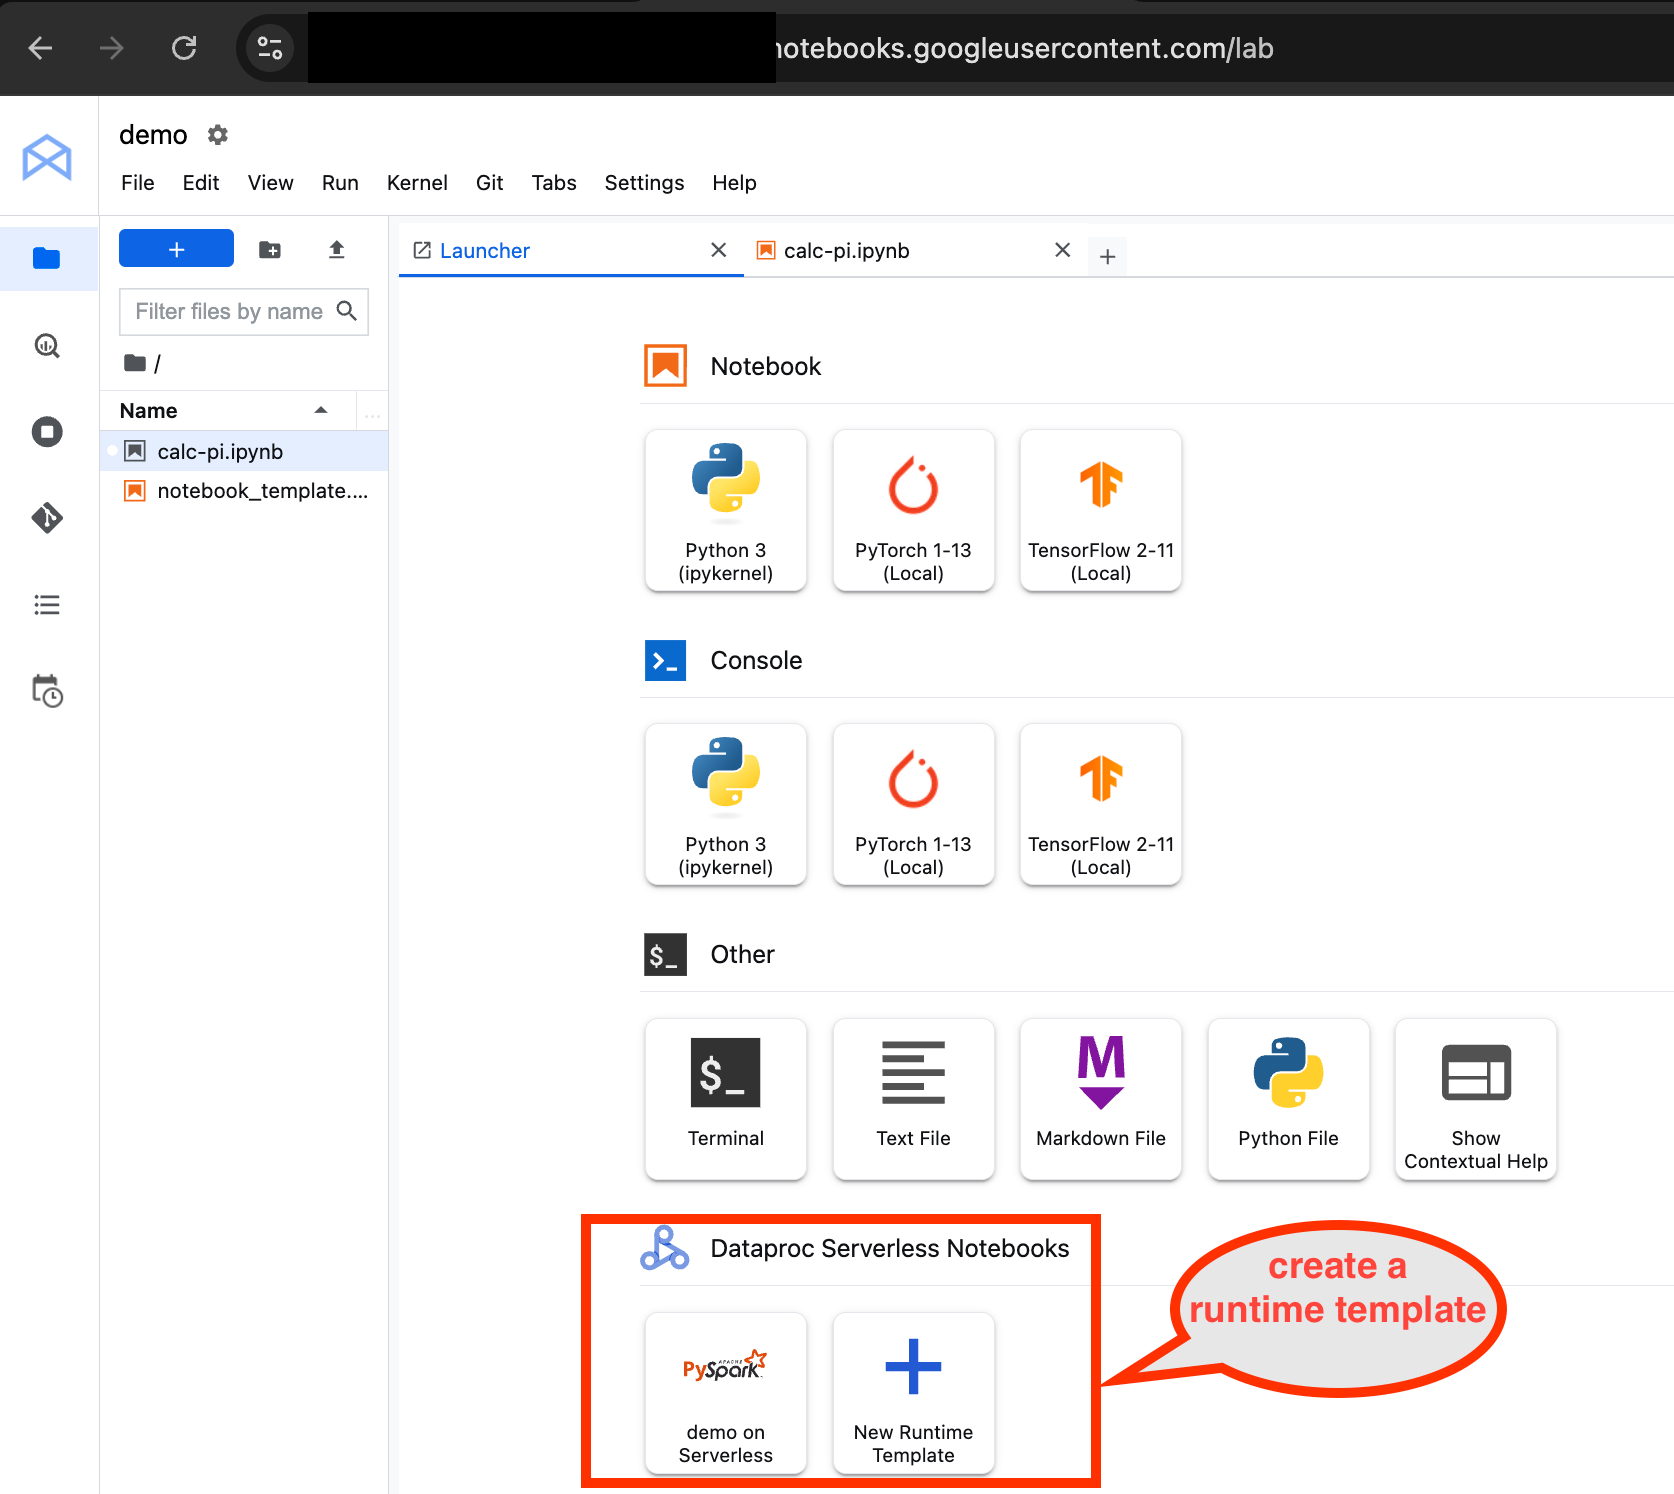 notebooks.googleusercontent.com/lab
demo
File Edit View Run Kernel Git Tabs Settings Help
Launcher
calc-pi.ipynb
Filter files by name
/
Name
...
calc-pi.ipynb
notebook_template....
Notebook
Python 3
(ipykernel)
PyTorch 1-13
(Local)
TensorFlow 2-11
(Local)
Console
Python 3
(ipykernel)
PyTorch 1-13
(Local)
TensorFlow 2-11
(Local)
$_ Other
$_
Terminal
Text File
M
Markdown File
Python File
Show
Contextual Help
Dataproc Serverless Notebooks
create a
runtime template
APACHE
PySpark
demo on
Serverless
New Runtime
Template